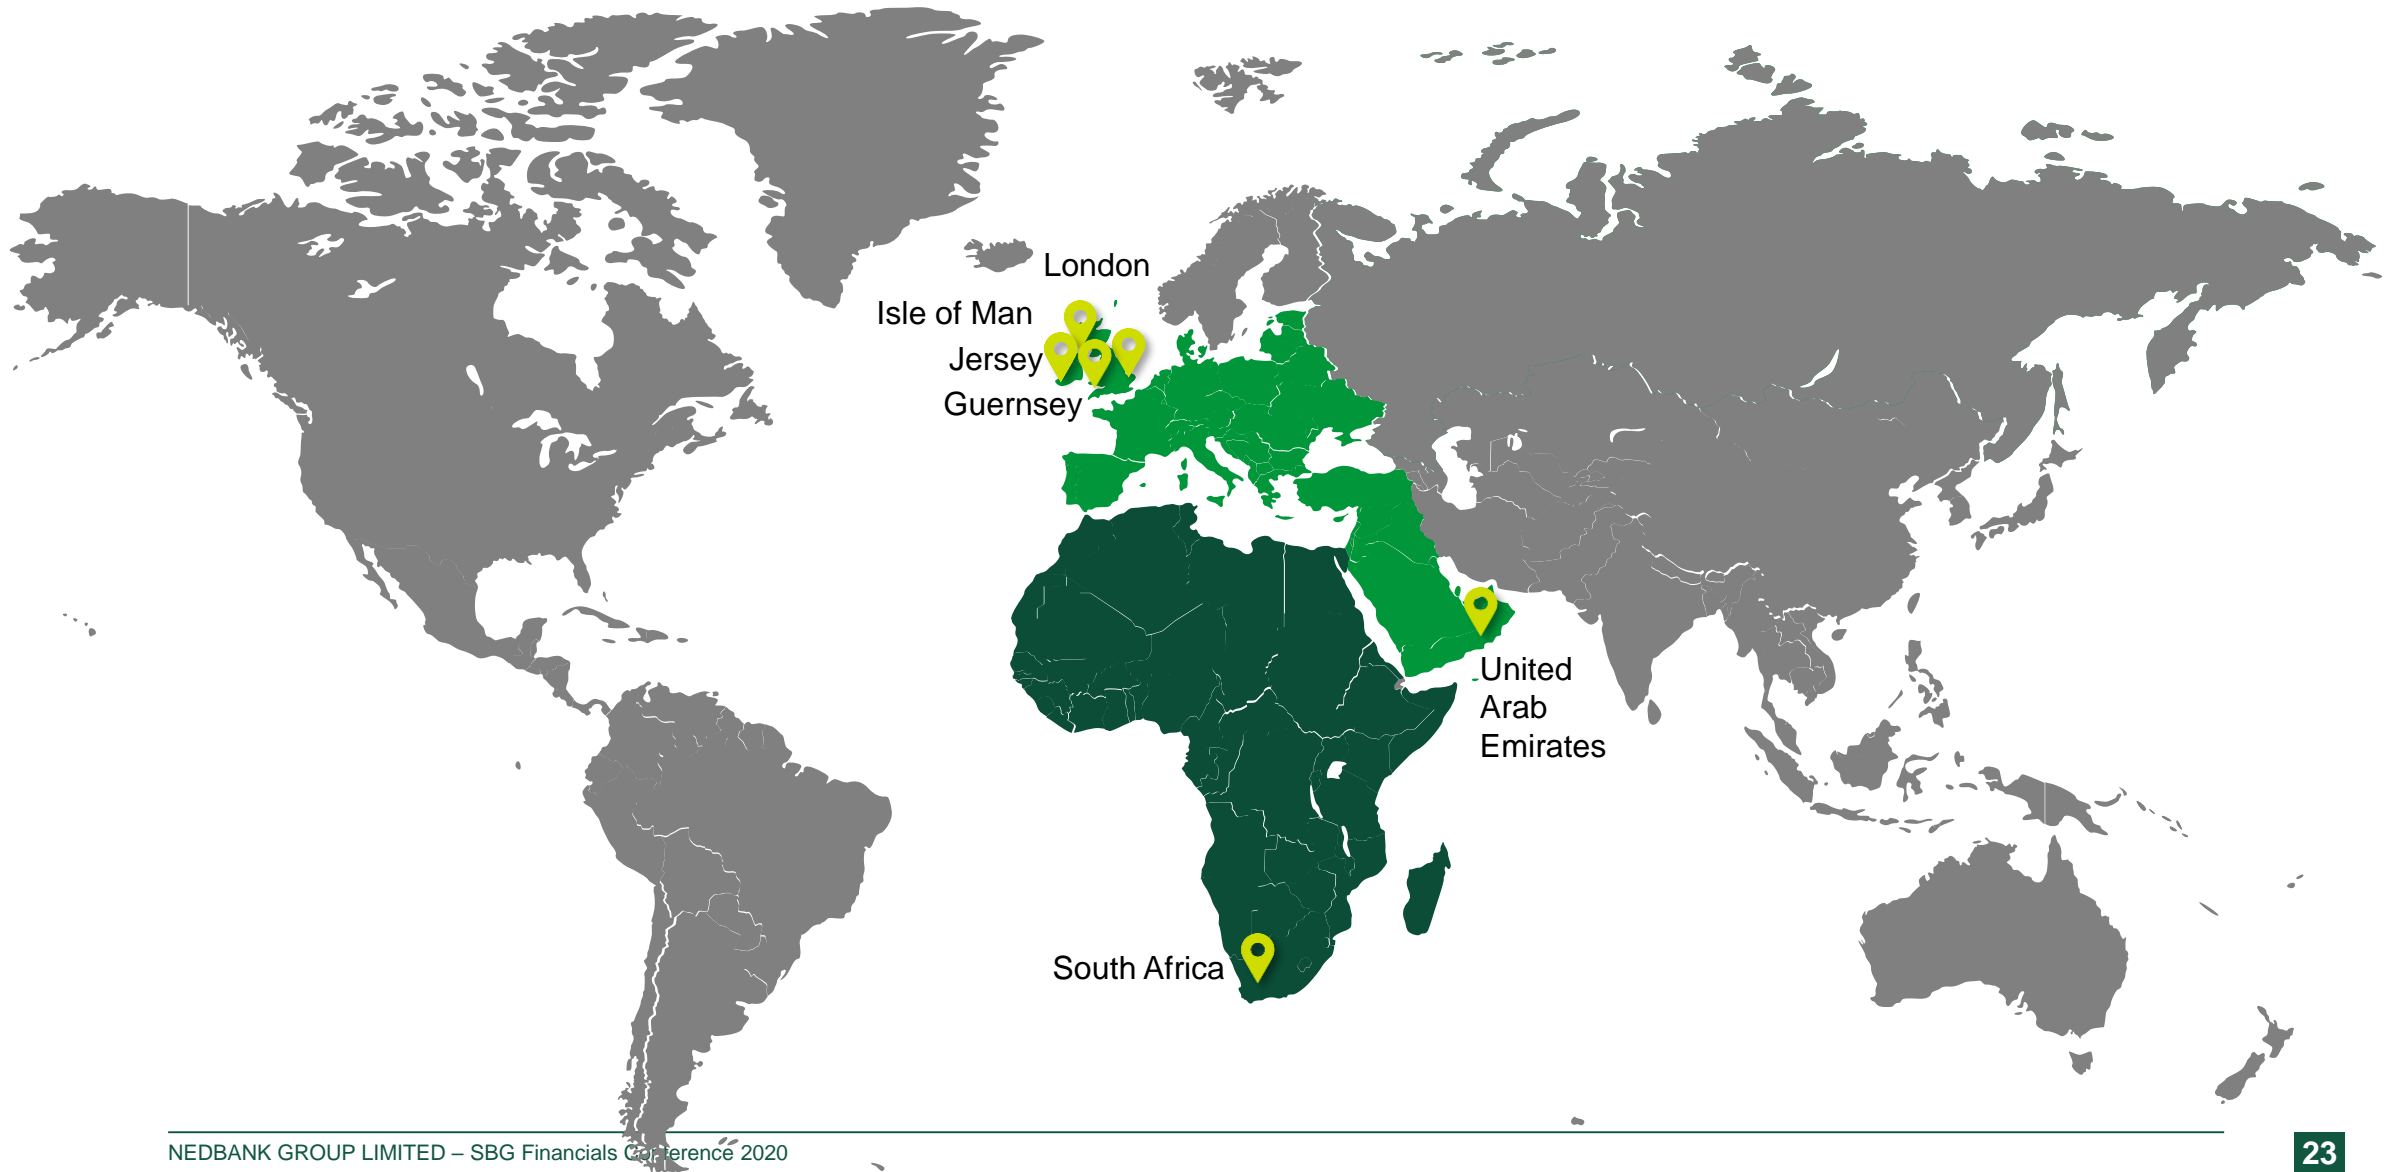 London
Isle of Man
Jersey
Guernsey
United
Arab
Emirates
South Africa
NEDBANK GROUP LIMITED – SBG Financials Conference 2020
23